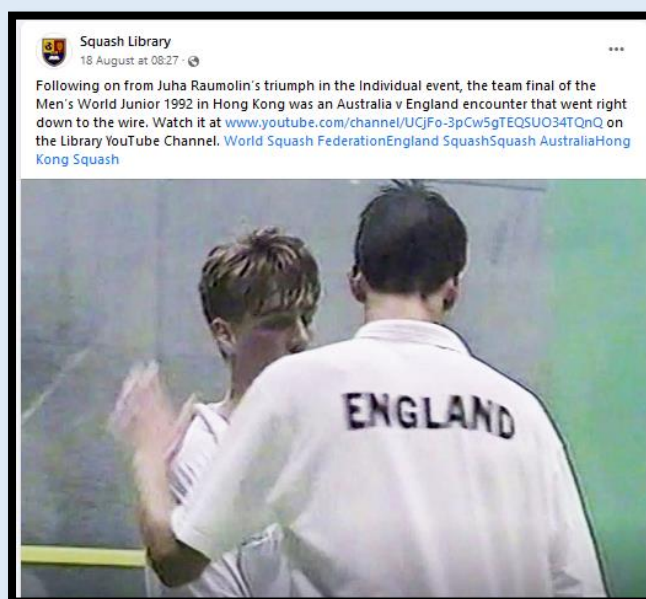 Squash Library
18 August at 08:27 ·
Following on from Juha Raumolin's triumph in the Individual event, the team final of the
Men's World Junior 1992 in Hong Kong was an Australia v England encounter that went right
down to the wire. Watch it at www.youtube.com/channel/UCjFo-3pCw5gTEQSUO34TQnQ on
the Library YouTube Channel. World Squash FederationEngland SquashSquash AustraliaHong
Kong Squash
ENGLAND